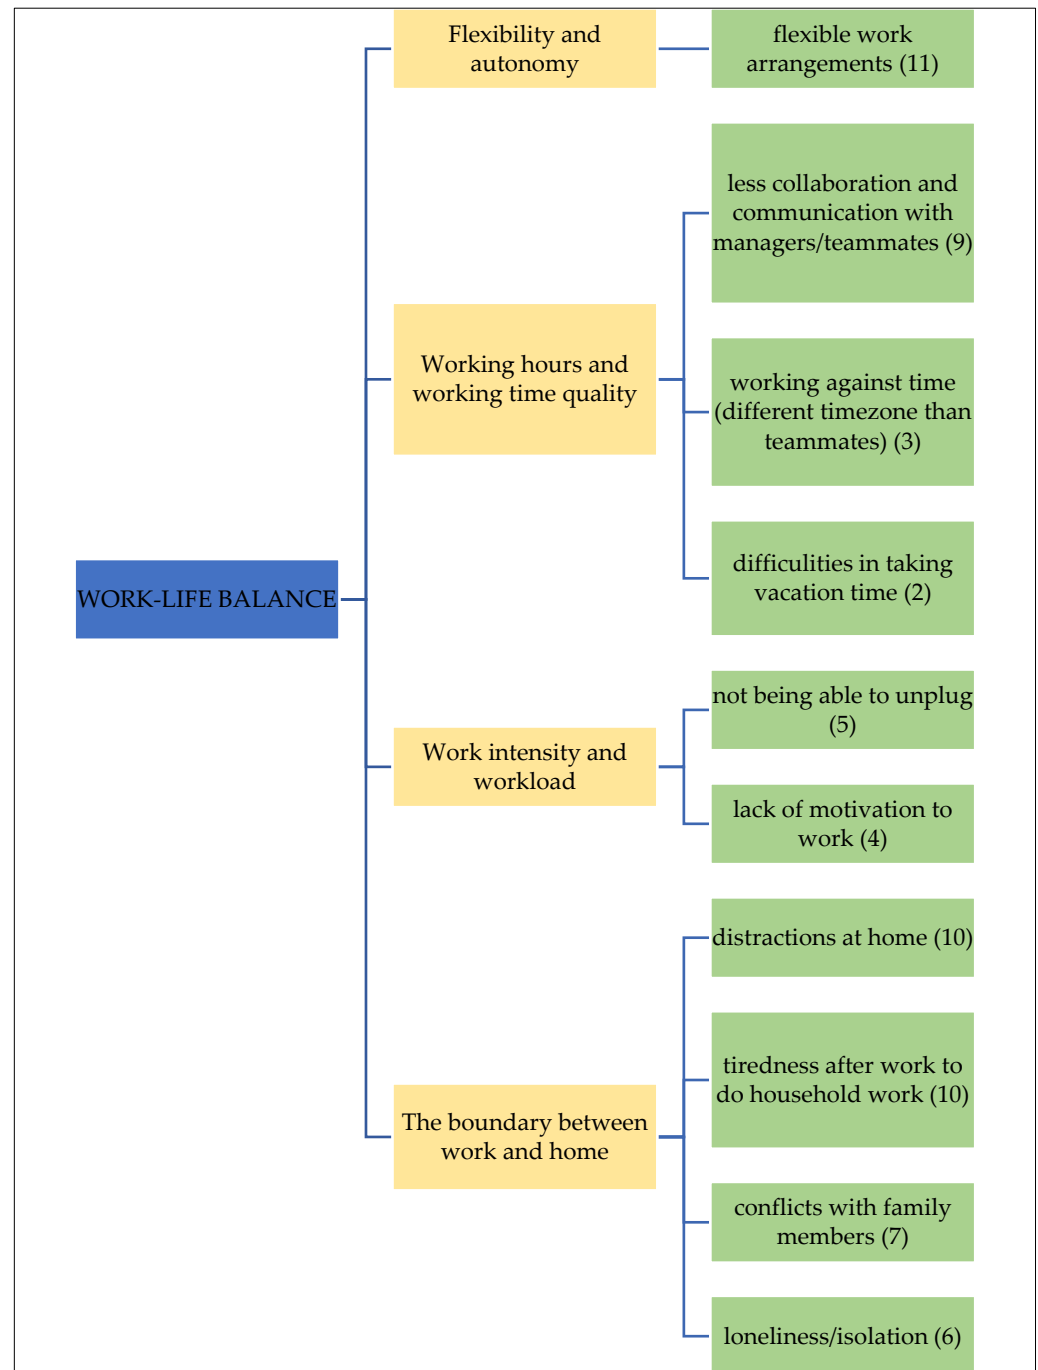 Flexibility and
autonomy
flexible work
arrangements (11)
less collaboration and
communication with
managers/teammates (9)
Working hours and
working time quality
working against time
(different timezone than
teammates) (3)
difficulities in taking
vacation time (2)
WORK-LIFE BALANCE
not being able to unplug
(5)
Work intensity and
workload
lack of motivation to
work (4)
distractions at home (10)
tiredness after work to
do household work (10)
The boundary between
work and home
conflicts with family
members (7)
loneliness/isolation (6)